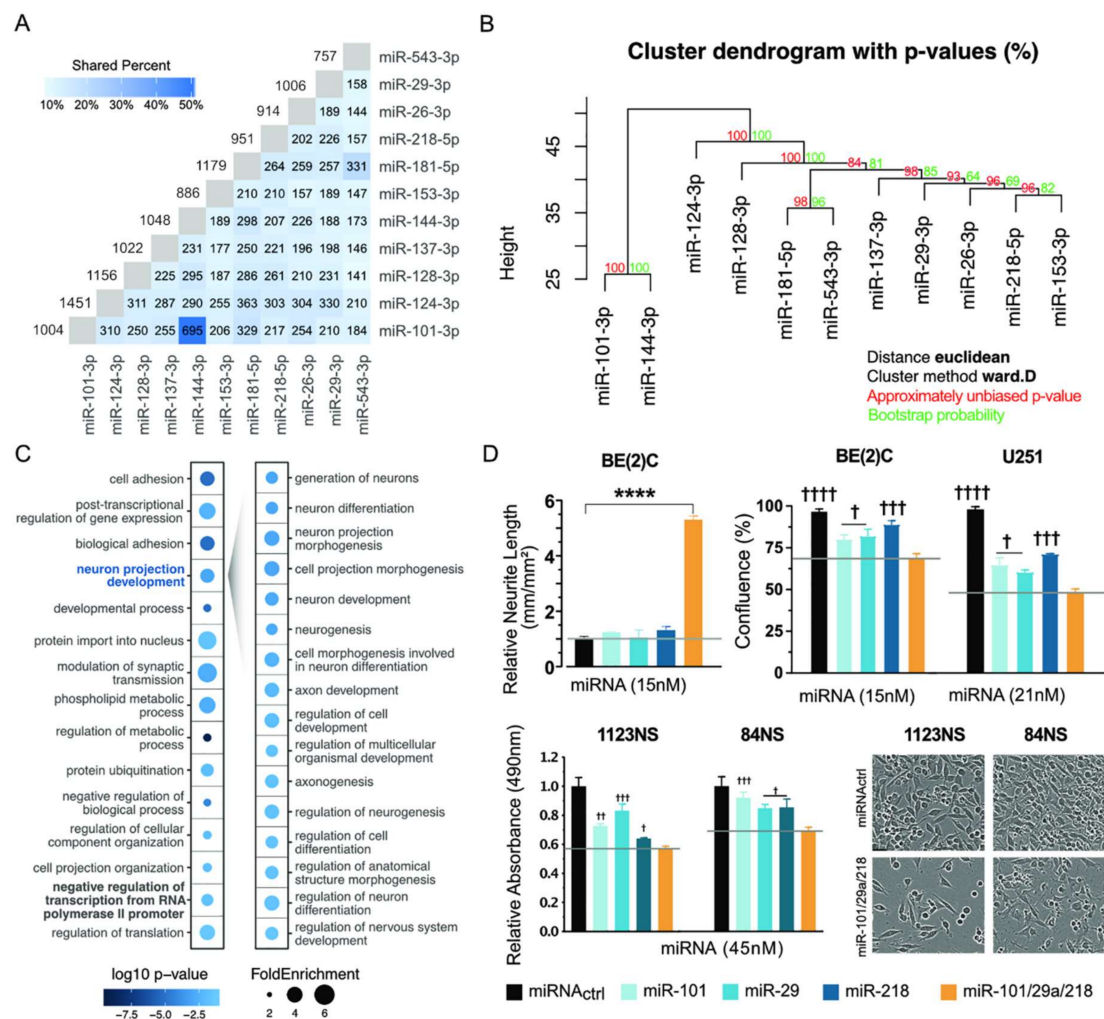 A
Shared Percent
10% 20% 30% 40% 50%
757 miR-543-3p
1006 158 miR-29-3p
914 189 144 miR-26-3p
951 202 226 157 miR-218-5p
1179 264 259 257 331 miR-181-5p
886 210 210 157 189 147 miR-153-3p
1048 189 298 207 226 188 173 miR-144-3p
1022 231 177 250 221 196 198 146 miR-137-3p
1156 225 295 187 286 261 210 231 141 miR-128-3p
1451 311 287 290 255 363 303 304 330 210 miR-124-3p
1004 310 250 255 695 206 329 217 254 210 184 miR-101-3p
miR-101-3p
miR-124-3p
miR-128-3p
miR-137-3p
miR-144-3p
miR-153-3p
miR-181-5p
miR-218-5p
miR-26-3p
miR-29-3p
miR-543-3p
B
Cluster dendrogram with p-values (%)
Height
45
35
25
100 100
100 100
84 81
98 85
93 64
96 69
96 82
98 96
100 100
miR-101-3p
miR-144-3p
miR-124-3p
miR-128-3p
miR-181-5p
miR-543-3p
miR-137-3p
miR-29-3p
miR-26-3p
miR-218-5p
miR-153-3p
Distance euclidean
Cluster method ward.D
Approximately unbiased p-value
Bootstrap probability
C
cell adhesion
post-transcriptional
regulation of gene expression
biological adhesion
neuron projection
development
developmental process
protein import into nucleus
modulation of synaptic
transmission
phospholipid metabolic
process
regulation of metabolic
process
protein ubiquitination
negative regulation of
biological process
regulation of cellular
component organization
cell projection organization
negative regulation of
transcription from RNA
polymerase II promoter
regulation of translation
generation of neurons
neuron differentiation
neuron projection
morphogenesis
cell projection morphogenesis
neuron development
neurogenesis
cell morphogenesis involved
in neuron differentiation
axon development
regulation of cell
development
regulation of multicellular
organismal development
axonogenesis
regulation of neurogenesis
regulation of cell
differentiation
regulation of anatomical
structure morphogenesis
regulation of neuron
differentiation
regulation of nervous system
development
log10 p-value
−7.5 −5.0 −2.5
FoldEnrichment
2 4 6
D
BE(2)C
Relative Neurite Length
(mm/mm²)
6
5
4
2
1
0
****
miRNA (15nM)
BE(2)C
Confluence (%)
100
75
50
25
0
†††† † †††
miRNA (15nM)
U251
†††† † †††
miRNA (21nM)
1123NS
84NS
Relative Absorbance (490nm)
1.2
1.0
0.8
0.6
0.4
0.2
0.0
†† ††† †
††† †
miRNA (45nM)
1123NS
84NS
miRNActrl
miR-101/29a/218
miRNActrl
miR-101
miR-29
miR-218
miR-101/29a/218